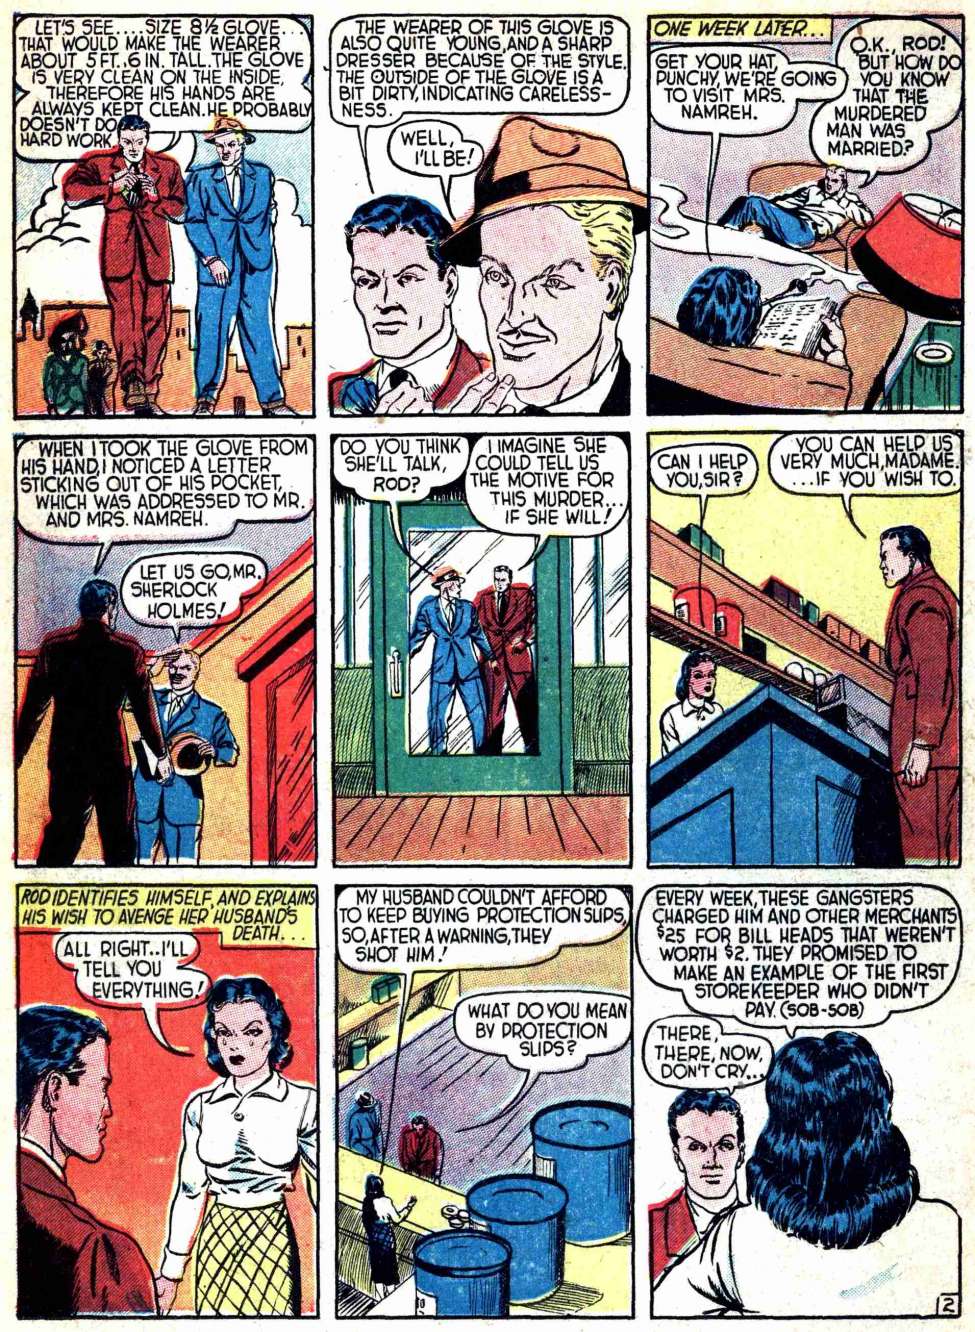 LET'S SEE....SIZE 8½ GLOVE...
THAT WOULD MAKE THE WEARER
ABOUT 5 FT..6 IN. TALL. THE GLOVE
IS VERY CLEAN ON THE INSIDE,
THEREFORE HIS HANDS ARE
ALWAYS KEPT CLEAN. HE PROBABLY
DOESN'T DO
HARD WORK.
THE WEARER OF THIS GLOVE IS
ALSO QUITE YOUNG, AND A SHARP
DRESSER BECAUSE OF THE STYLE.
THE OUTSIDE OF THE GLOVE IS A
BIT DIRTY, INDICATING CARELESS-
NESS.
WELL,
I'LL BE!
ONE WEEK LATER...
GET YOUR HAT,
PUNCHY, WE'RE GOING
TO VISIT MRS.
NAMREH.
O.K., ROD!
BUT HOW DO
YOU KNOW
THAT THE
MURDERED
MAN WAS
MARRIED?
WHEN I TOOK THE GLOVE FROM
HIS HAND, I NOTICED A LETTER
STICKING OUT OF HIS POCKET,
WHICH WAS ADDRESSED TO MR.
AND MRS. NAMREH.
LET US GO, MR.
SHERLOCK
HOLMES!
DO YOU THINK
SHE'LL TALK,
ROD?
I IMAGINE SHE
COULD TELL US
THE MOTIVE FOR
THIS MURDER...
IF SHE WILL!
CAN I HELP
YOU, SIR?
YOU CAN HELP US
VERY MUCH, MADAME.
...IF YOU WISH TO.
ROD IDENTIFIES HIMSELF, AND EXPLAINS
HIS WISH TO AVENGE HER HUSBAND'S
DEATH...
ALL RIGHT..I'LL
TELL YOU
EVERYTHING!
MY HUSBAND COULDN'T AFFORD
TO KEEP BUYING PROTECTION SLIPS,
SO, AFTER A WARNING, THEY
SHOT HIM!
WHAT DO YOU MEAN
BY PROTECTION
SLIPS?
EVERY WEEK, THESE GANGSTERS
CHARGED HIM AND OTHER MERCHANTS
$25 FOR BILL HEADS THAT WEREN'T
WORTH $2. THEY PROMISED TO
MAKE AN EXAMPLE OF THE FIRST
STOREKEEPER WHO DIDN'T
PAY. (SOB-SOB)
THERE,
THERE, NOW,
DON'T CRY...
2